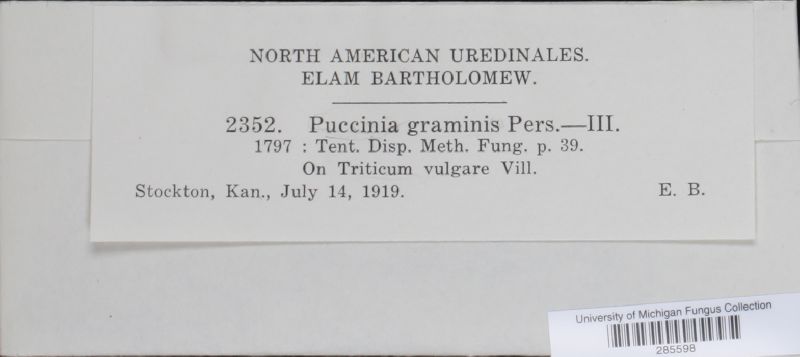 NORTH AMERICAN UREDINALES.
ELAM BARTHOLOMEW.
2352. Puccinia graminis Pers.—III.
1797 : Tent. Disp. Meth. Fung. p. 39.
On Triticum vulgare Vill.
Stockton, Kan., July 14, 1919. E. B.
University of Michigan Fungus Collection
285598